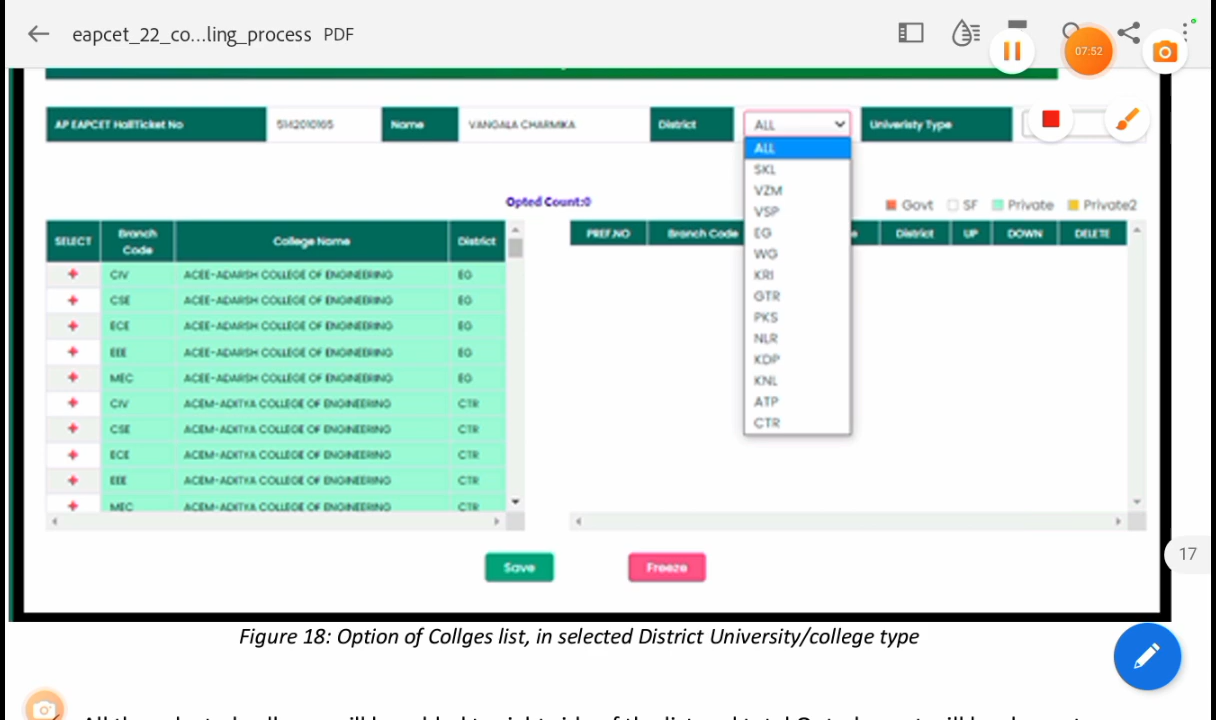 eapcet_22_co...ling_process PDF
07:52
AP EAPCET HallTicket No 5142010165 Name VANGALA CHARMIKA District ALL Univeristy Type
ALL
SKL
VZM
VSP
EG
WG
KRI
GTR
PKS
NLR
KDP
KNL
ATP
CTR
Opted Count:0
Govt SF Private Private2
SELECT Branch Code College Name District
PREF.NO Branch Code District UP DOWN DELETE
+ CIV ACEE-ADARSH COLLEGE OF ENGINEERING EG
+ CSE ACEE-ADARSH COLLEGE OF ENGINEERING EG
+ ECE ACEE-ADARSH COLLEGE OF ENGINEERING EG
+ EEE ACEE-ADARSH COLLEGE OF ENGINEERING EG
+ MEC ACEE-ADARSH COLLEGE OF ENGINEERING EG
+ CIV ACEM-ADITYA COLLEGE OF ENGINEERING CTR
+ CSE ACEM-ADITYA COLLEGE OF ENGINEERING CTR
+ ECE ACEM-ADITYA COLLEGE OF ENGINEERING CTR
+ EEE ACEM-ADITYA COLLEGE OF ENGINEERING CTR
+ MEC ACEM-ADITYA COLLEGE OF ENGINEERING CTR
Save Freeze
17
Figure 18: Option of Collges list, in selected District University/college type